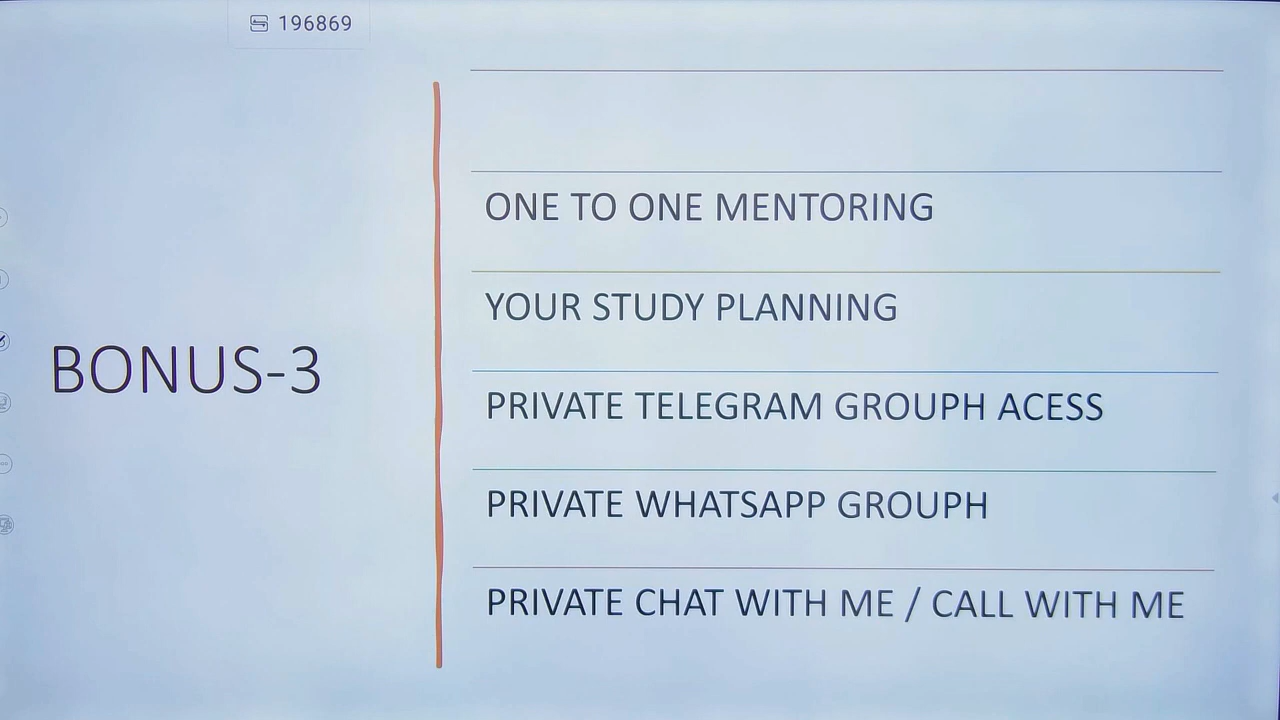 196869
BONUS-3
ONE TO ONE MENTORING
YOUR STUDY PLANNING
PRIVATE TELEGRAM GROUPH ACESS
PRIVATE WHATSAPP GROUPH
PRIVATE CHAT WITH ME / CALL WITH ME